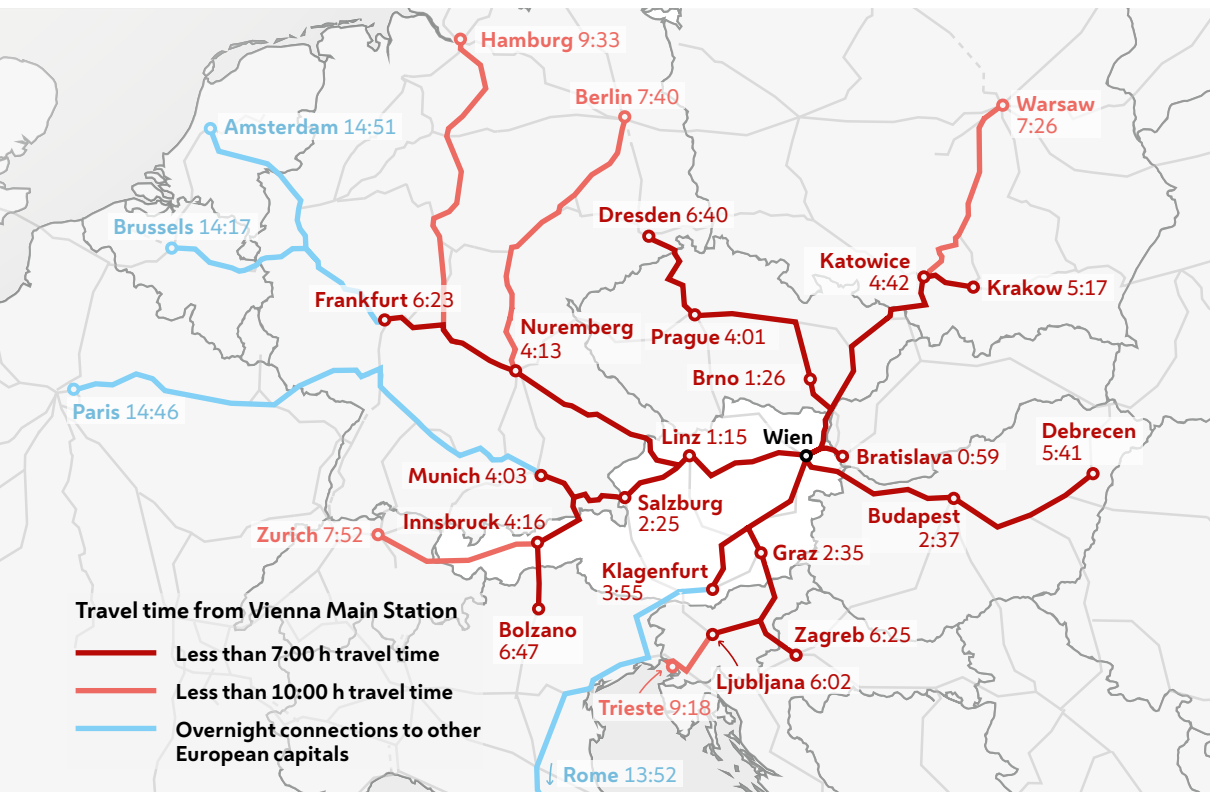 Hamburg 9:33
Berlin 7:40
Warsaw
7:26
Amsterdam 14:51
Dresden 6:40
Brussels 14:17
Katowice
4:42
Krakow 5:17
Frankfurt 6:23
Nuremberg
4:13
Prague 4:01
Brno 1:26
Paris 14:46
Linz 1:15
Wien
Debrecen
5:41
Bratislava 0:59
Munich 4:03
Salzburg
2:25
Budapest
2:37
Innsbruck 4:16
Zurich 7:52
Graz 2:35
Klagenfurt
3:55
Bolzano
6:47
Zagreb 6:25
Ljubljana 6:02
Trieste 9:18
↓ Rome 13:52
Travel time from Vienna Main Station
Less than 7:00 h travel time
Less than 10:00 h travel time
Overnight connections to other
European capitals